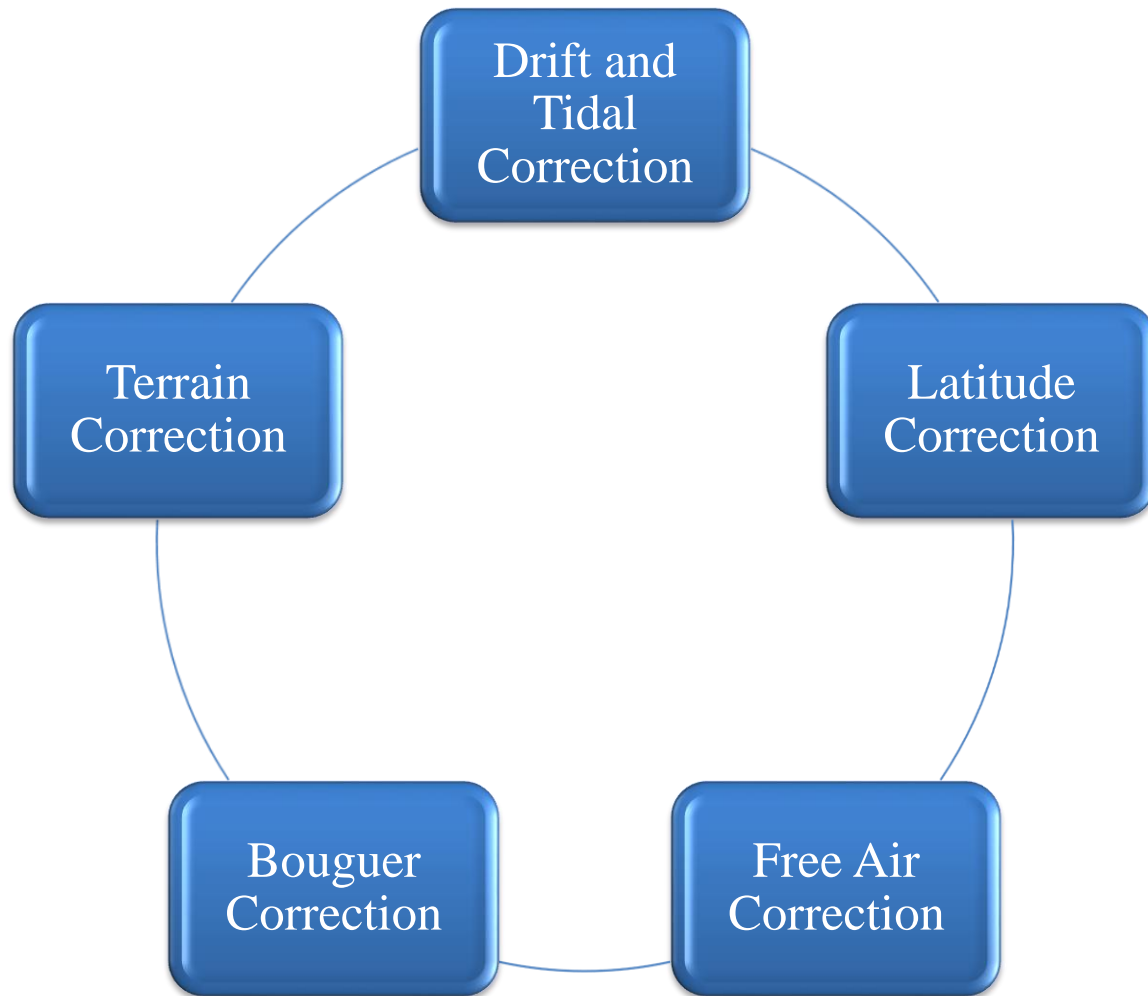 Drift and
Tidal
Correction
Latitude
Correction
Free Air
Correction
Bouguer
Correction
Terrain
Correction